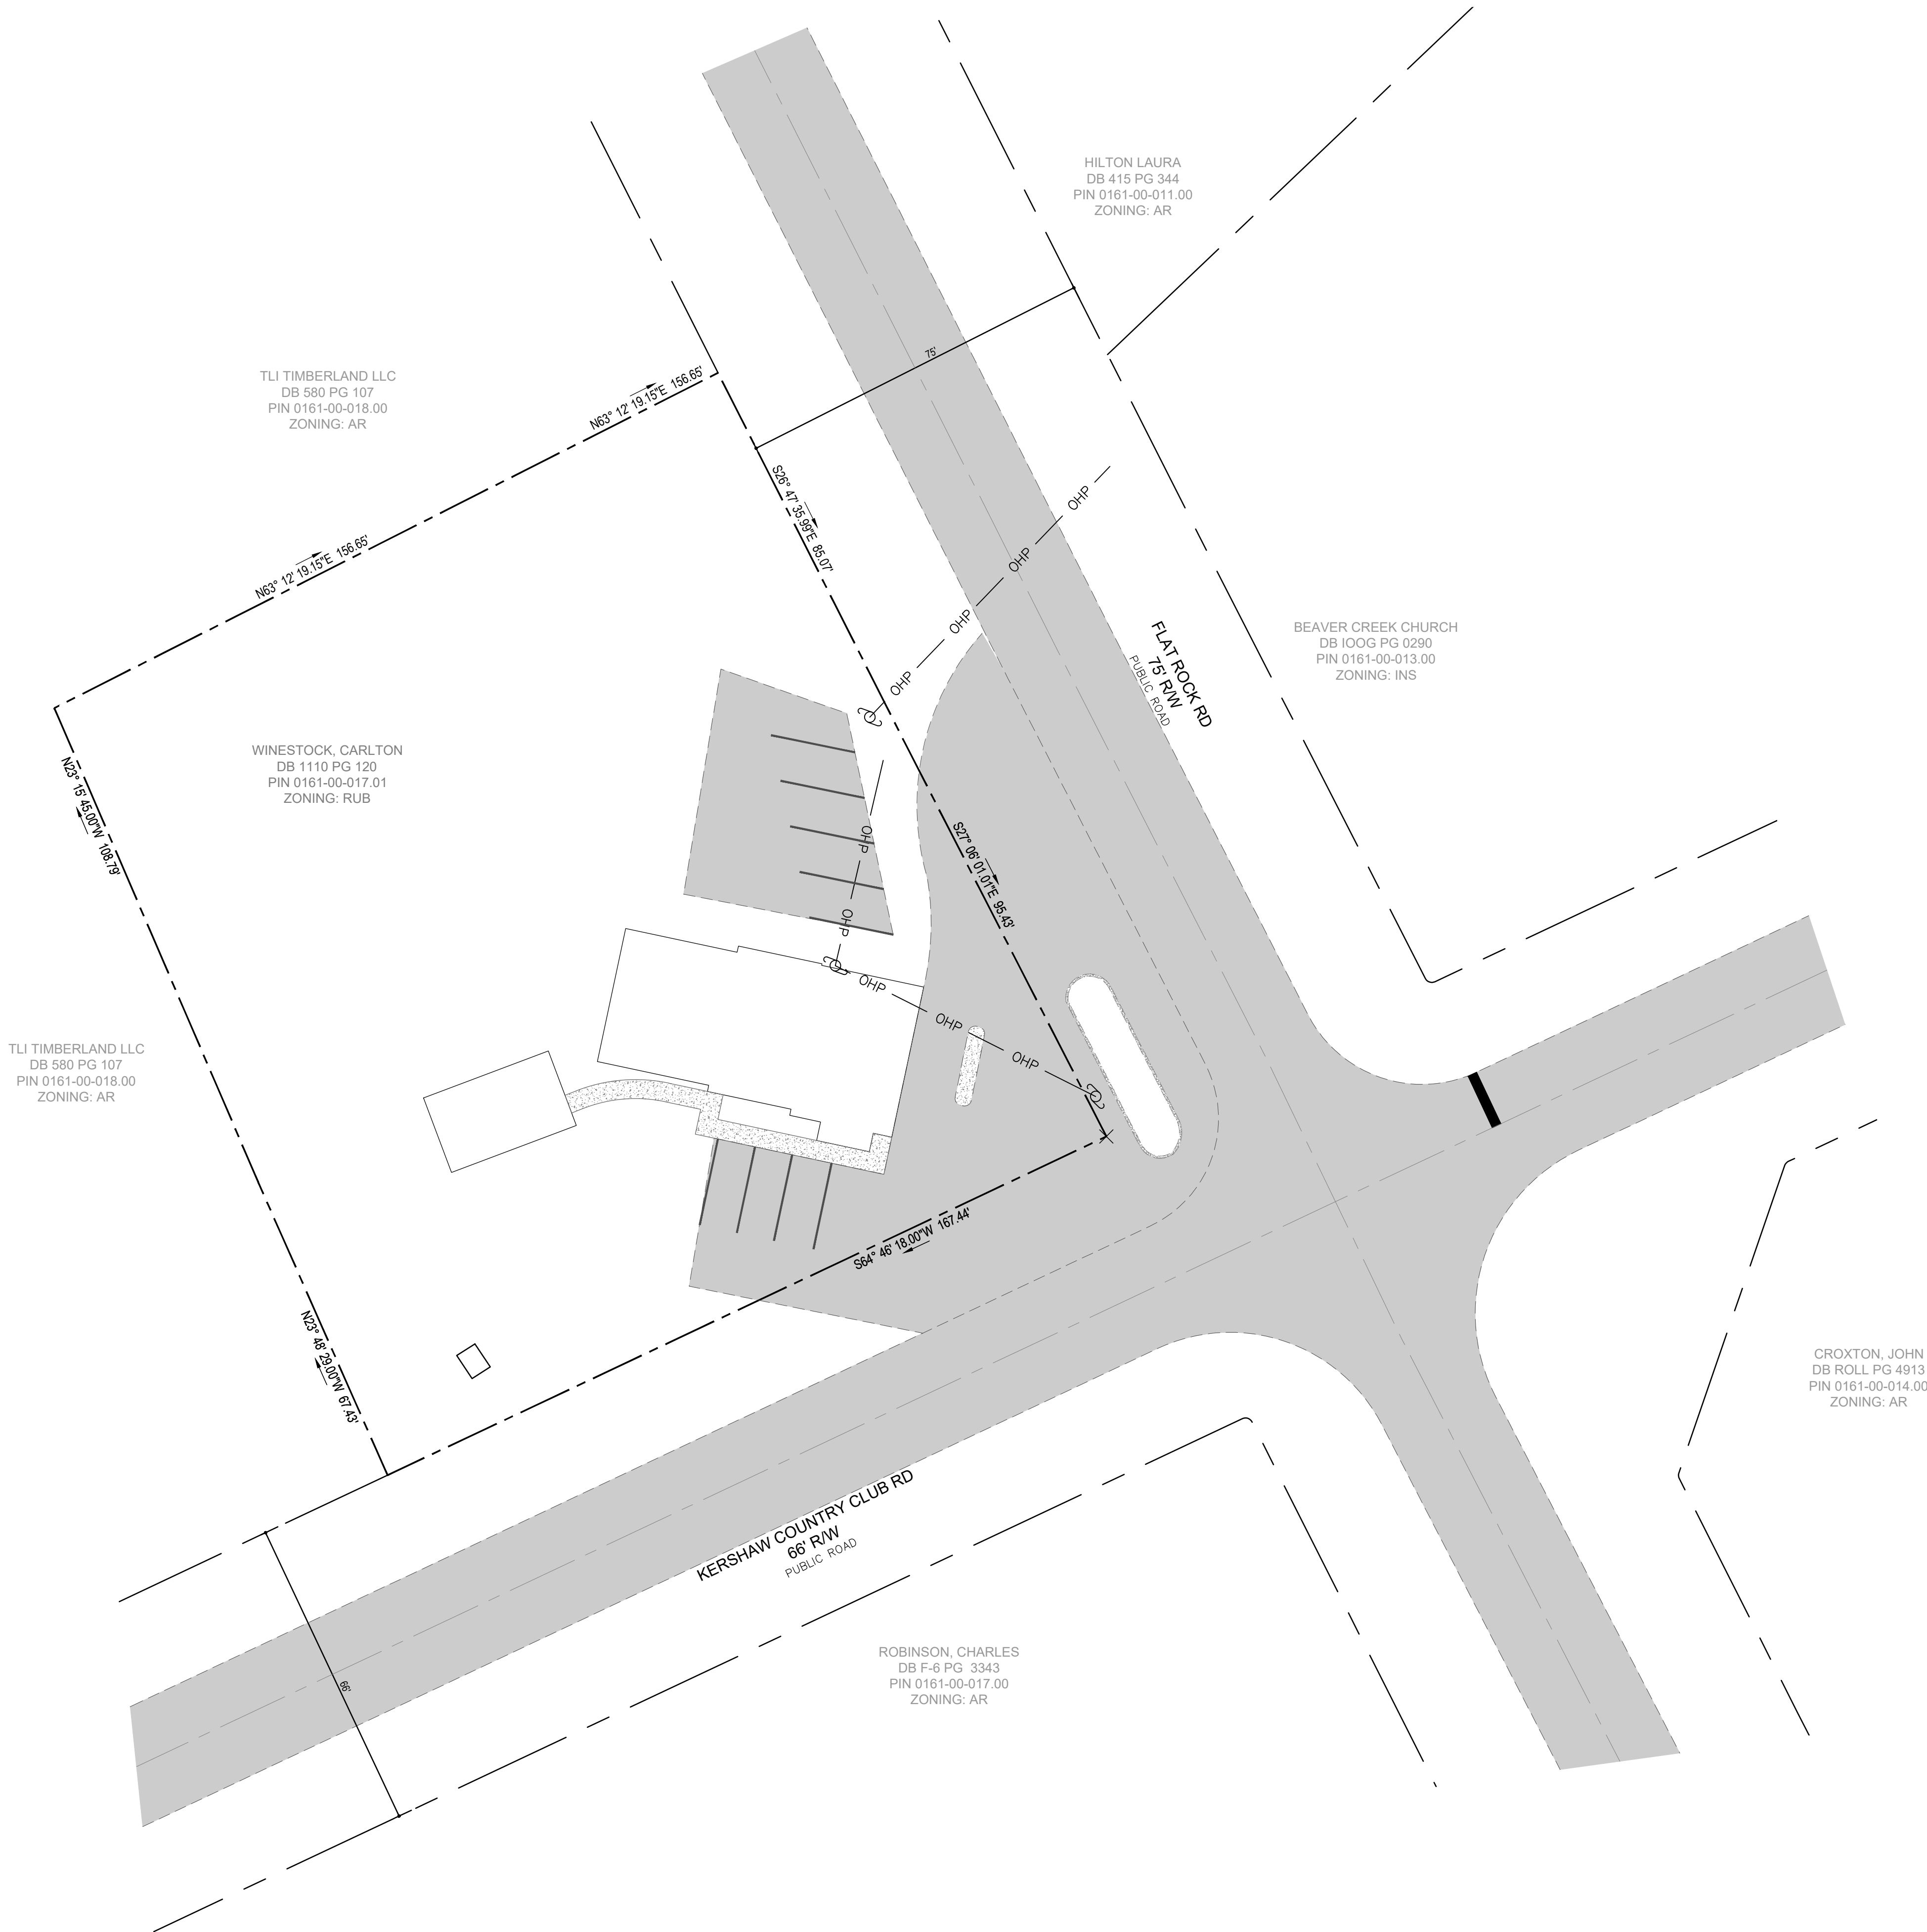 HILTON LAURA
DB 415 PG 344
PIN 0161-00-011.00
ZONING: AR
75'
TLI TIMBERLAND LLC
DB 580 PG 107
PIN 0161-00-018.00
ZONING: AR
N63° 12' 19.15"E 156.65'
N63° 12' 19.15"E 156.65'
S26° 47' 35.99"E 85.07'
OHP
OHP
OHP
OHP
FLAT ROCK RD
75' R/W
PUBLIC ROAD
BEAVER CREEK CHURCH
DB IOOG PG 0290
PIN 0161-00-013.00
ZONING: INS
WINESTOCK, CARLTON
DB 1110 PG 120
PIN 0161-00-017.01
ZONING: RUB
N23° 15' 45.00"W 108.79'
OHP
OHP
S27° 06' 01.01"E 95.43'
OHP
OHP
OHP
TLI TIMBERLAND LLC
DB 580 PG 107
PIN 0161-00-018.00
ZONING: AR
S64° 46' 18.00"W 167.44'
N23° 48' 29.00"W 67.43'
CROXTON, JOHN
DB ROLL PG 4913
PIN 0161-00-014.00
ZONING: AR
KERSHAW COUNTRY CLUB RD
66' R/W
PUBLIC ROAD
66'
ROBINSON, CHARLES
DB F-6 PG 3343
PIN 0161-00-017.00
ZONING: AR